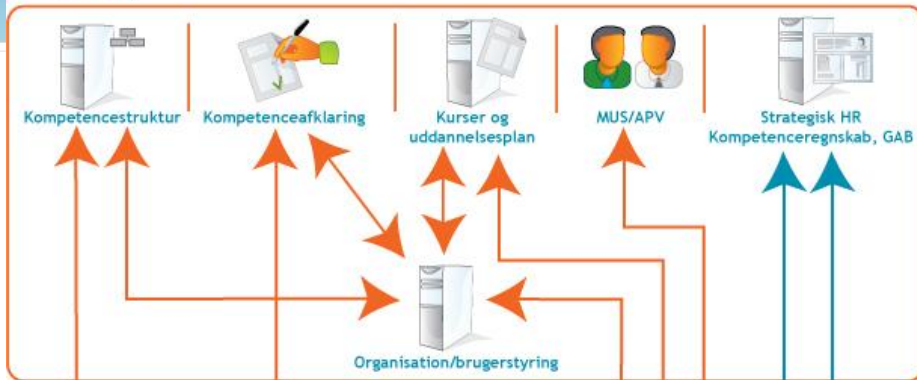 Kompetencestruktur
Kompetenceafklaring
Kurser og
uddannelsesplan
MUS/APV
Strategisk HR
Kompetenceregnskab, GAB
Organisation/brugerstyring